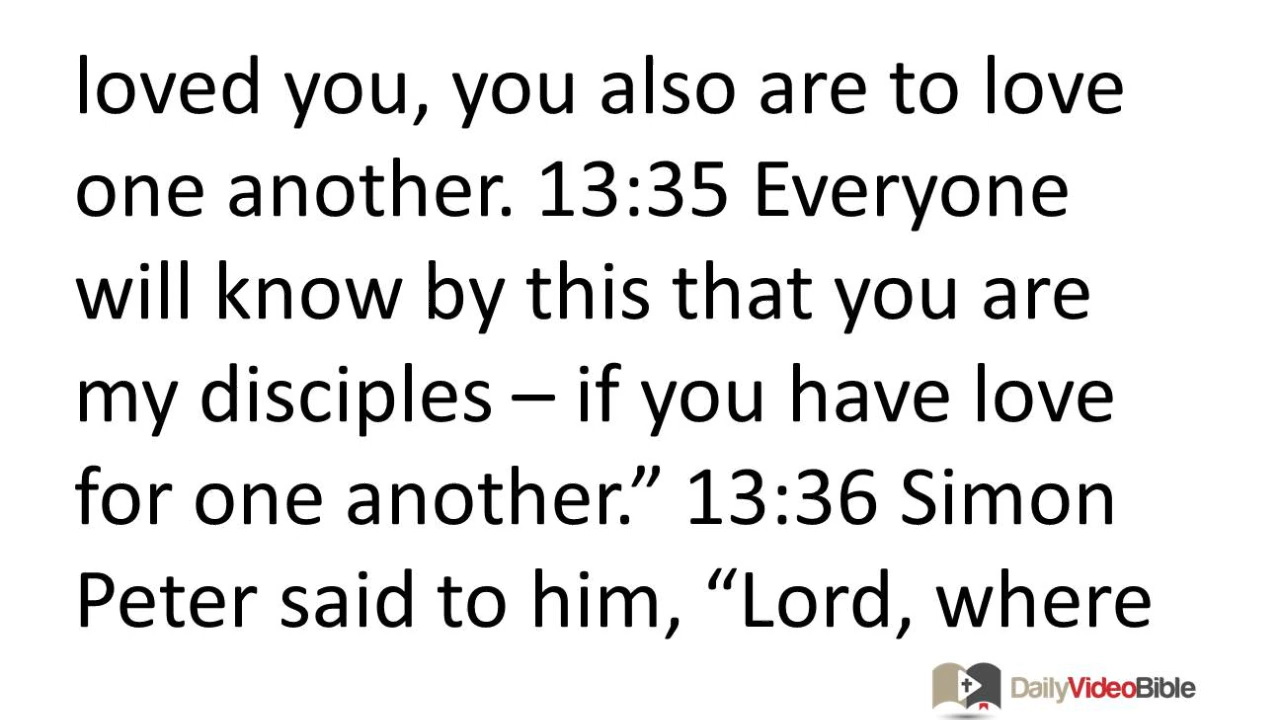 loved you, you also are to love
one another. 13:35 Everyone
will know by this that you are
my disciples – if you have love
for one another.” 13:36 Simon
Peter said to him, “Lord, where
DailyVideoBible